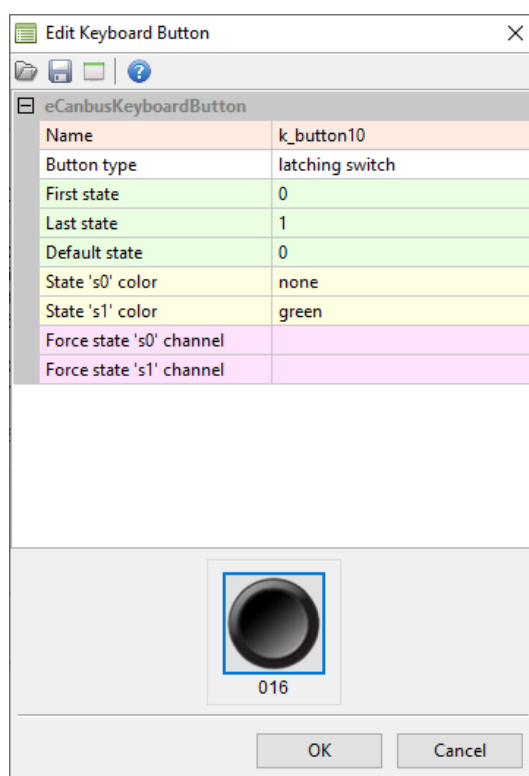 Edit Keyboard Button
eCanbusKeyboardButton
Name k_button10
Button type latching switch
First state 0
Last state 1
Default state 0
State 's0' color none
State 's1' color green
Force state 's0' channel
Force state 's1' channel
016
OK Cancel